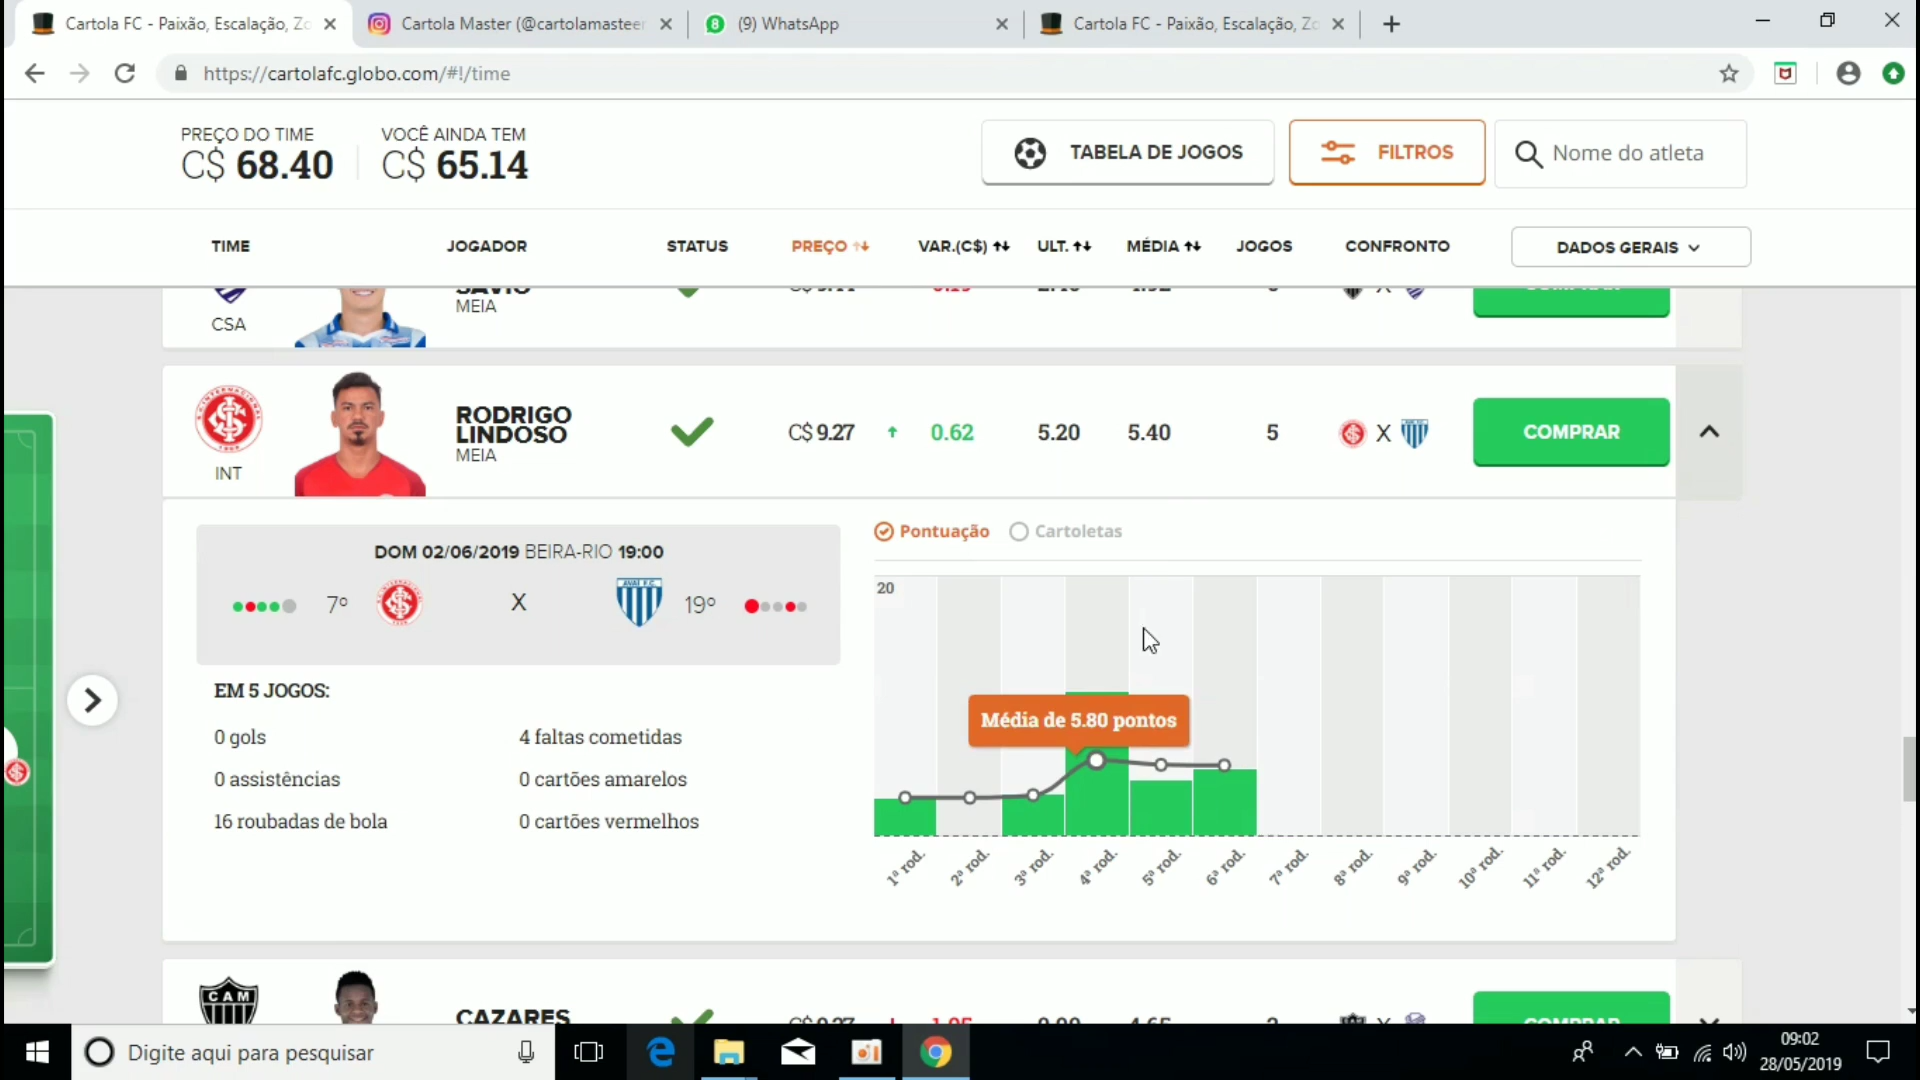 Cartola FC - Paixão, Escalação, Zo
Cartola Master (@cartolamasteer
(9) WhatsApp
Cartola FC - Paixão, Escalação, Zo
https://cartolafc.globo.com/#!/time
PREÇO DO TIME
C$ 68.40
VOCÊ AINDA TEM
C$ 65.14
TABELA DE JOGOS
FILTROS
Nome do atleta
TIME JOGADOR STATUS PREÇO VAR.(C$) ULT. MÉDIA JOGOS CONFRONTO DADOS GERAIS
CSA
MEIA
INT
RODRIGO
LINDOSO
MEIA
C$ 9.27 0.62 5.20 5.40 5 X COMPRAR
DOM 02/06/2019 BEIRA-RIO 19:00
7º X 19º
AVAÍ F.C.
EM 5 JOGOS:
0 gols
4 faltas cometidas
0 assistências
0 cartões amarelos
16 roubadas de bola
0 cartões vermelhos
Pontuação Cartoletas
20
Média de 5.80 pontos
1ª rod. 2ª rod. 3ª rod. 4ª rod. 5ª rod. 6ª rod. 7ª rod. 8ª rod. 9ª rod. 10ª rod. 11ª rod. 12ª rod.
CAM
CAZARES
Digite aqui para pesquisar
09:02
28/05/2019